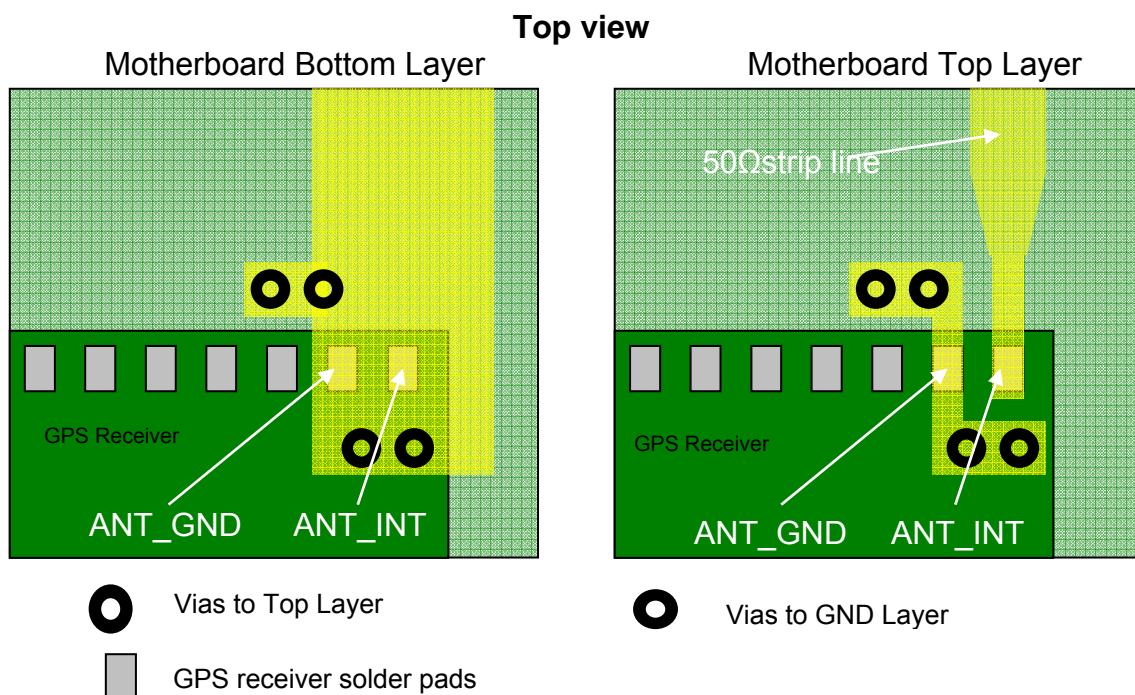 Top view
Motherboard Bottom Layer
Motherboard Top Layer
50Ωstrip line
GPS Receiver
GPS Receiver
ANT_GND
ANT_INT
ANT_GND
ANT_INT
Vias to Top Layer
Vias to GND Layer
GPS receiver solder pads